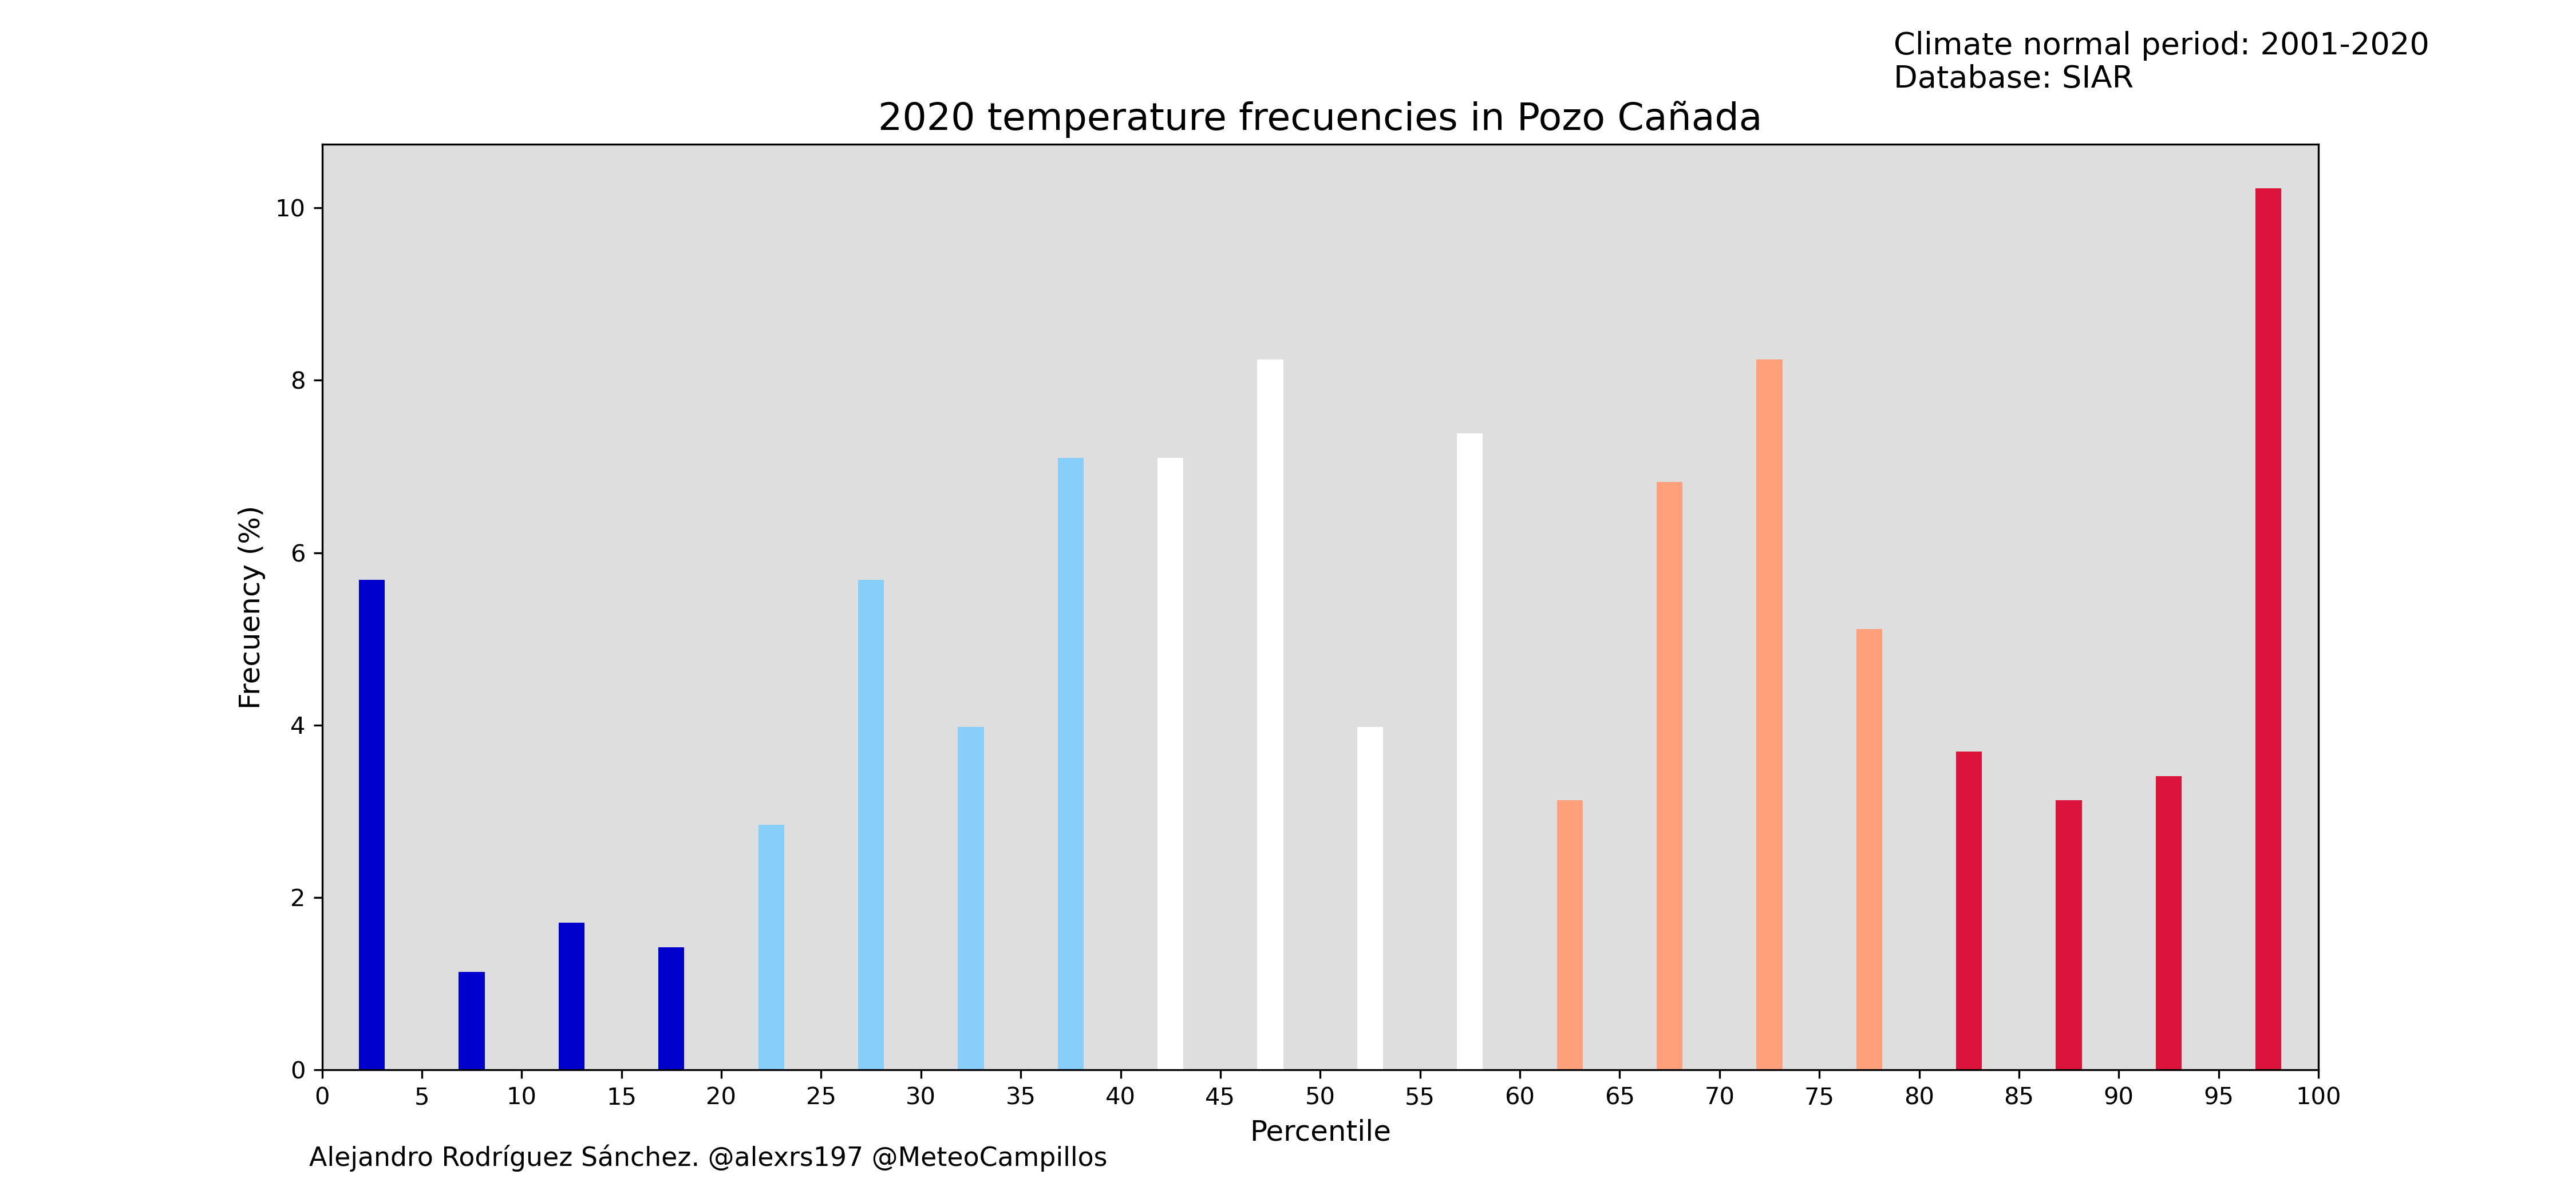 Climate normal period: 2001-2020
Database: SIAR
2020 temperature frecuencies in Pozo Cañada
Frecuency (%)
10
8
6
4
2
0
0 5 10 15 20 25 30 35 40 45 50 55 60 65 70 75 80 85 90 95 100
Percentile
Alejandro Rodríguez Sánchez. @alexrs197 @MeteoCampillos